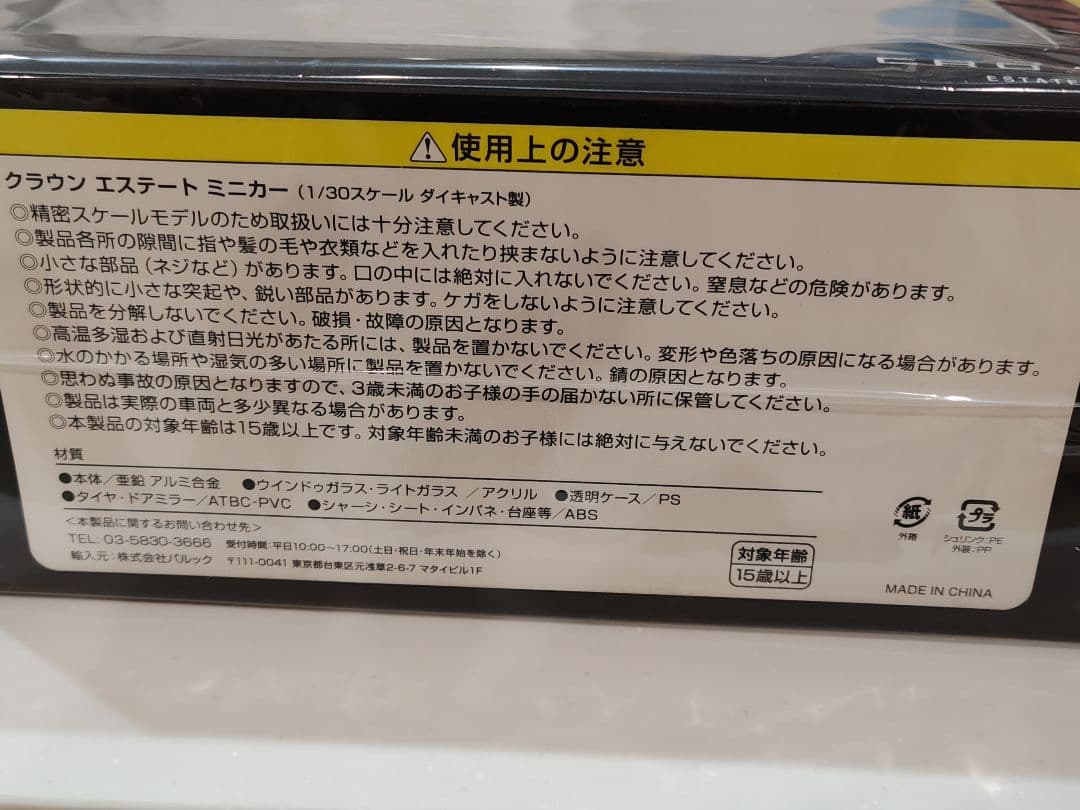 ESTATE
⚠使用上の注意
クラウン エステート ミニカー（1/30スケール ダイキャスト製）
◎精密スケールモデルのため取扱いには十分注意してください。
◎製品各所の隙間に指や髪の毛や衣類などを入れたり挟まないように注意してください。
◎小さな部品（ネジなど）があります。口の中には絶対に入れないでください。窒息などの危険があります。
◎形状的に小さな突起や、鋭い部品があります。ケガをしないように注意してください。
◎製品を分解しないでください。破損・故障の原因となります。
◎高温多湿および直射日光があたる所には、製品を置かないでください。変形や色落ちの原因になる場合があります。
◎水のかかる場所や湿気の多い場所に製品を置かないでください。錆の原因となります。
◎思わぬ事故の原因となりますので、3歳未満のお子様の手の届かない所に保管してください。
◎製品は実際の車両と多少異なる場合があります。
◎本製品の対象年齢は15歳以上です。対象年齢未満のお子様には絶対に与えないでください。
材質
●本体／亜鉛 アルミ合金 ●ウインドゥガラス・ライトガラス ／アクリル ●透明ケース／PS
●タイヤ・ドアミラー／ATBC-PVC ●シャーシ・シート・インパネ・台座等／ABS
＜本製品に関するお問い合わせ先＞
TEL: 03-5830-3666 受付時間:平日10:00～17:00（土日・祝日・年末年始を除く）
輸入元：株式会社バルック 〒111-0041 東京都台東区元浅草2-6-7 マタイビル1F
対象年齢
15歳以上
紙
外箱
プラ
シュリンク:PE
外装:PP
MADE IN CHINA